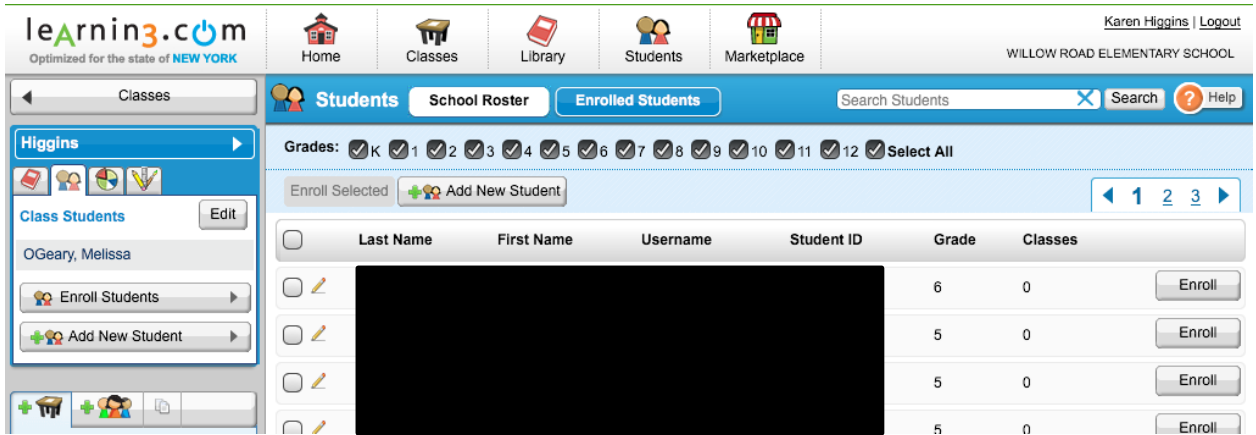 learning.com
Optimized for the state of NEW YORK
Home
Classes
Library
Students
Marketplace
Karen Higgins | Logout
WILLOW ROAD ELEMENTARY SCHOOL
Classes
Students
School Roster
Enrolled Students
Search Students
Search
? Help
Higgins
Class Students
Edit
OGeary, Melissa
Enroll Students
Add New Student
Grades: K 1 2 3 4 5 6 7 8 9 10 11 12 Select All
Enroll Selected
Add New Student
1 2 3
Last Name First Name Username Student ID Grade Classes
6 0 Enroll
5 0 Enroll
5 0 Enroll
5 0 Enroll